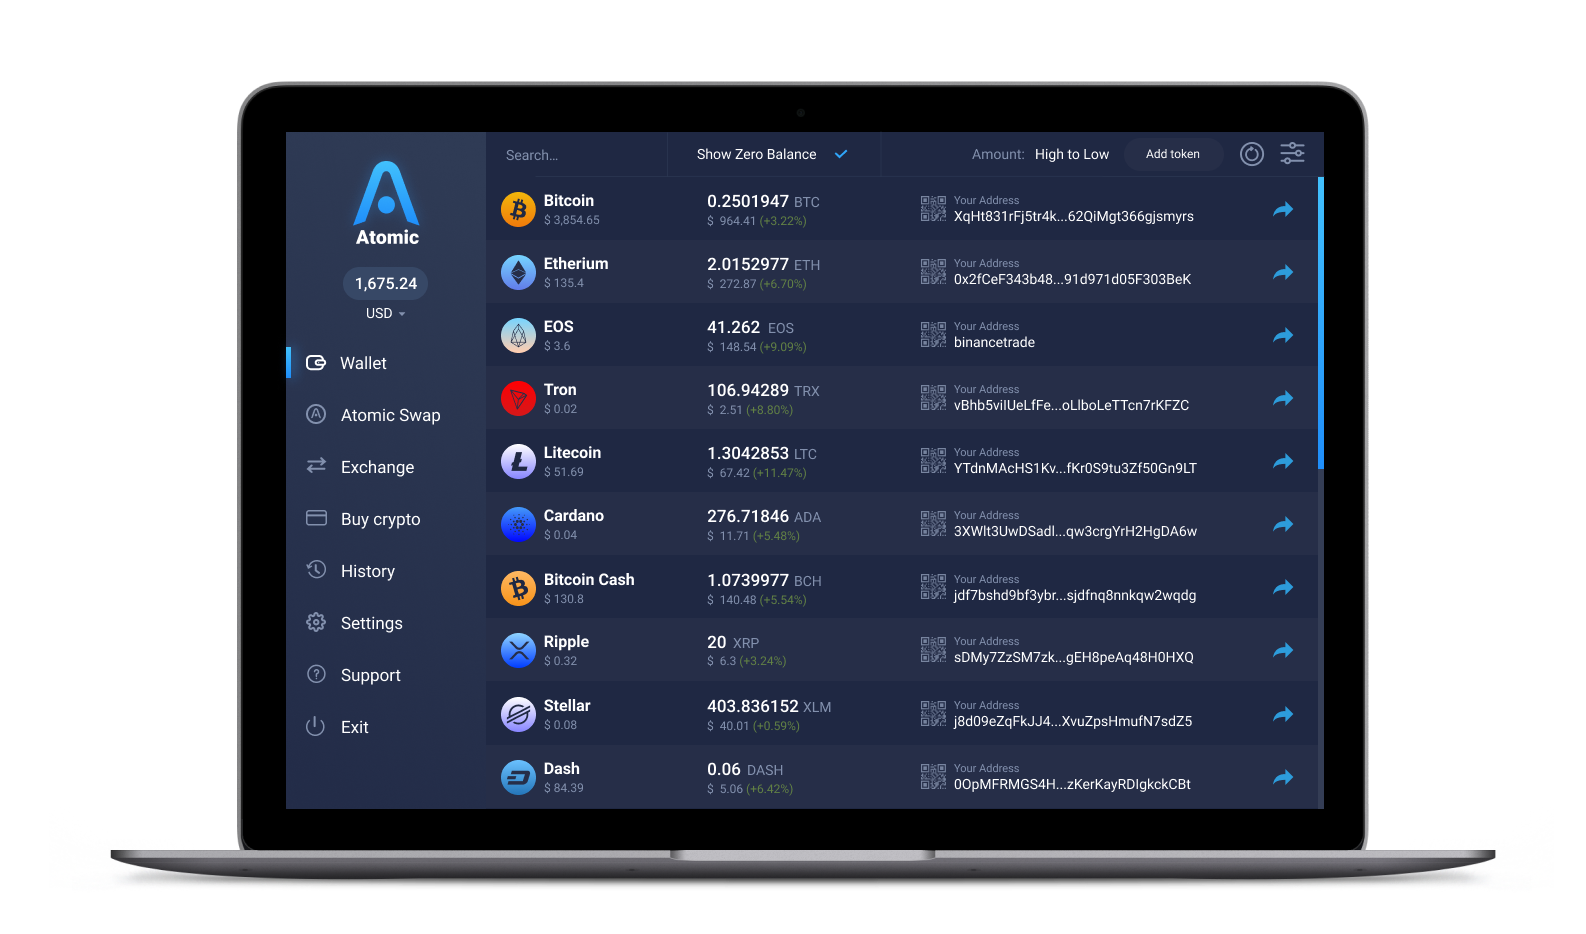 Atomic
1,675.24
USD
Wallet
Atomic Swap
Exchange
Buy crypto
History
Settings
Support
Exit
Search...
Show Zero Balance
Amount: High to Low
Add token
Bitcoin
$ 3,854.65
0.2501947 BTC
$ 964.41 (+3.22%)
Your Address
XqHt831rFj5tr4k...62QiMgt366gjsmyrs
Etherium
$ 135.4
2.0152977 ETH
$ 272.87 (+6.70%)
Your Address
0x2fCeF343b48...91d971d05F303BeK
EOS
$ 3.6
41.262 EOS
$ 148.54 (+9.09%)
Your Address
binancetrade
Tron
$ 0.02
106.94289 TRX
$ 2.51 (+8.80%)
Your Address
vBhb5viIUeLfFe...oLlboLeTTcn7rKFZC
Litecoin
$ 51.69
1.3042853 LTC
$ 67.42 (+11.47%)
Your Address
YTdnMAcHS1Kv...fKr0S9tu3Zf50Gn9LT
Cardano
$ 0.04
276.71846 ADA
$ 11.71 (+5.48%)
Your Address
3XWlt3UwDSadl...qw3crgYrH2HgDA6w
Bitcoin Cash
$ 130.8
1.0739977 BCH
$ 140.48 (+5.54%)
Your Address
jdf7bshd9bf3ybr...sjdfnq8nnkqw2wqdg
Ripple
$ 0.32
20 XRP
$ 6.3 (+3.24%)
Your Address
sDMy7ZzSM7zk...gEH8peAq48H0HXQ
Stellar
$ 0.08
403.836152 XLM
$ 40.01 (+0.59%)
Your Address
j8d09eZqFkJJ4...XvuZpsHmufN7sdZ5
Dash
$ 84.39
0.06 DASH
$ 5.06 (+6.42%)
Your Address
0OpMFRMGS4H...zKerKayRDIgkckCBt